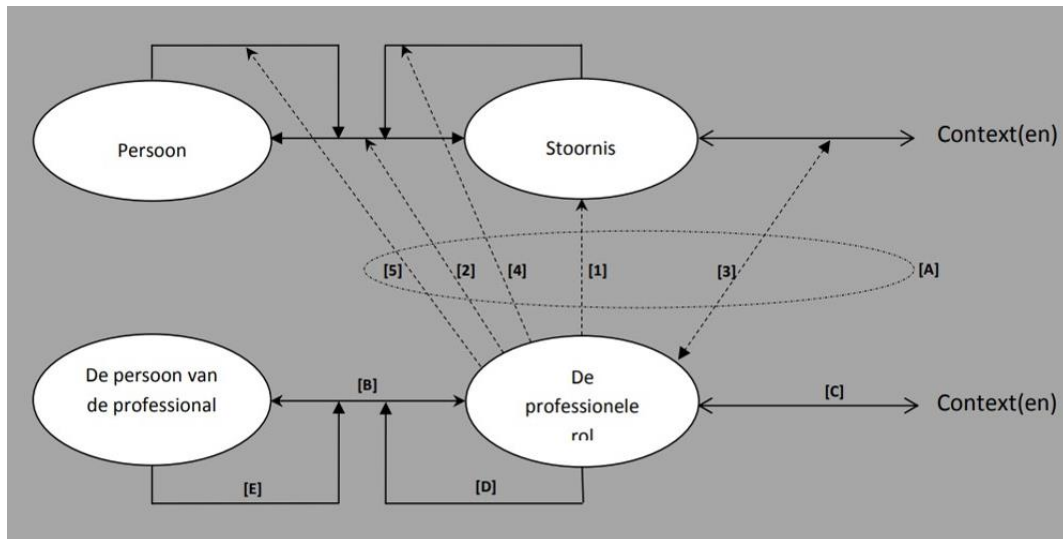 Persoon
Stoornis
Context(en)
[5]
[2]
[4]
[1]
[3]
[A]
De persoon van
de professional
[B]
De
professionele
rol
[C]
Context(en)
[E]
[D]